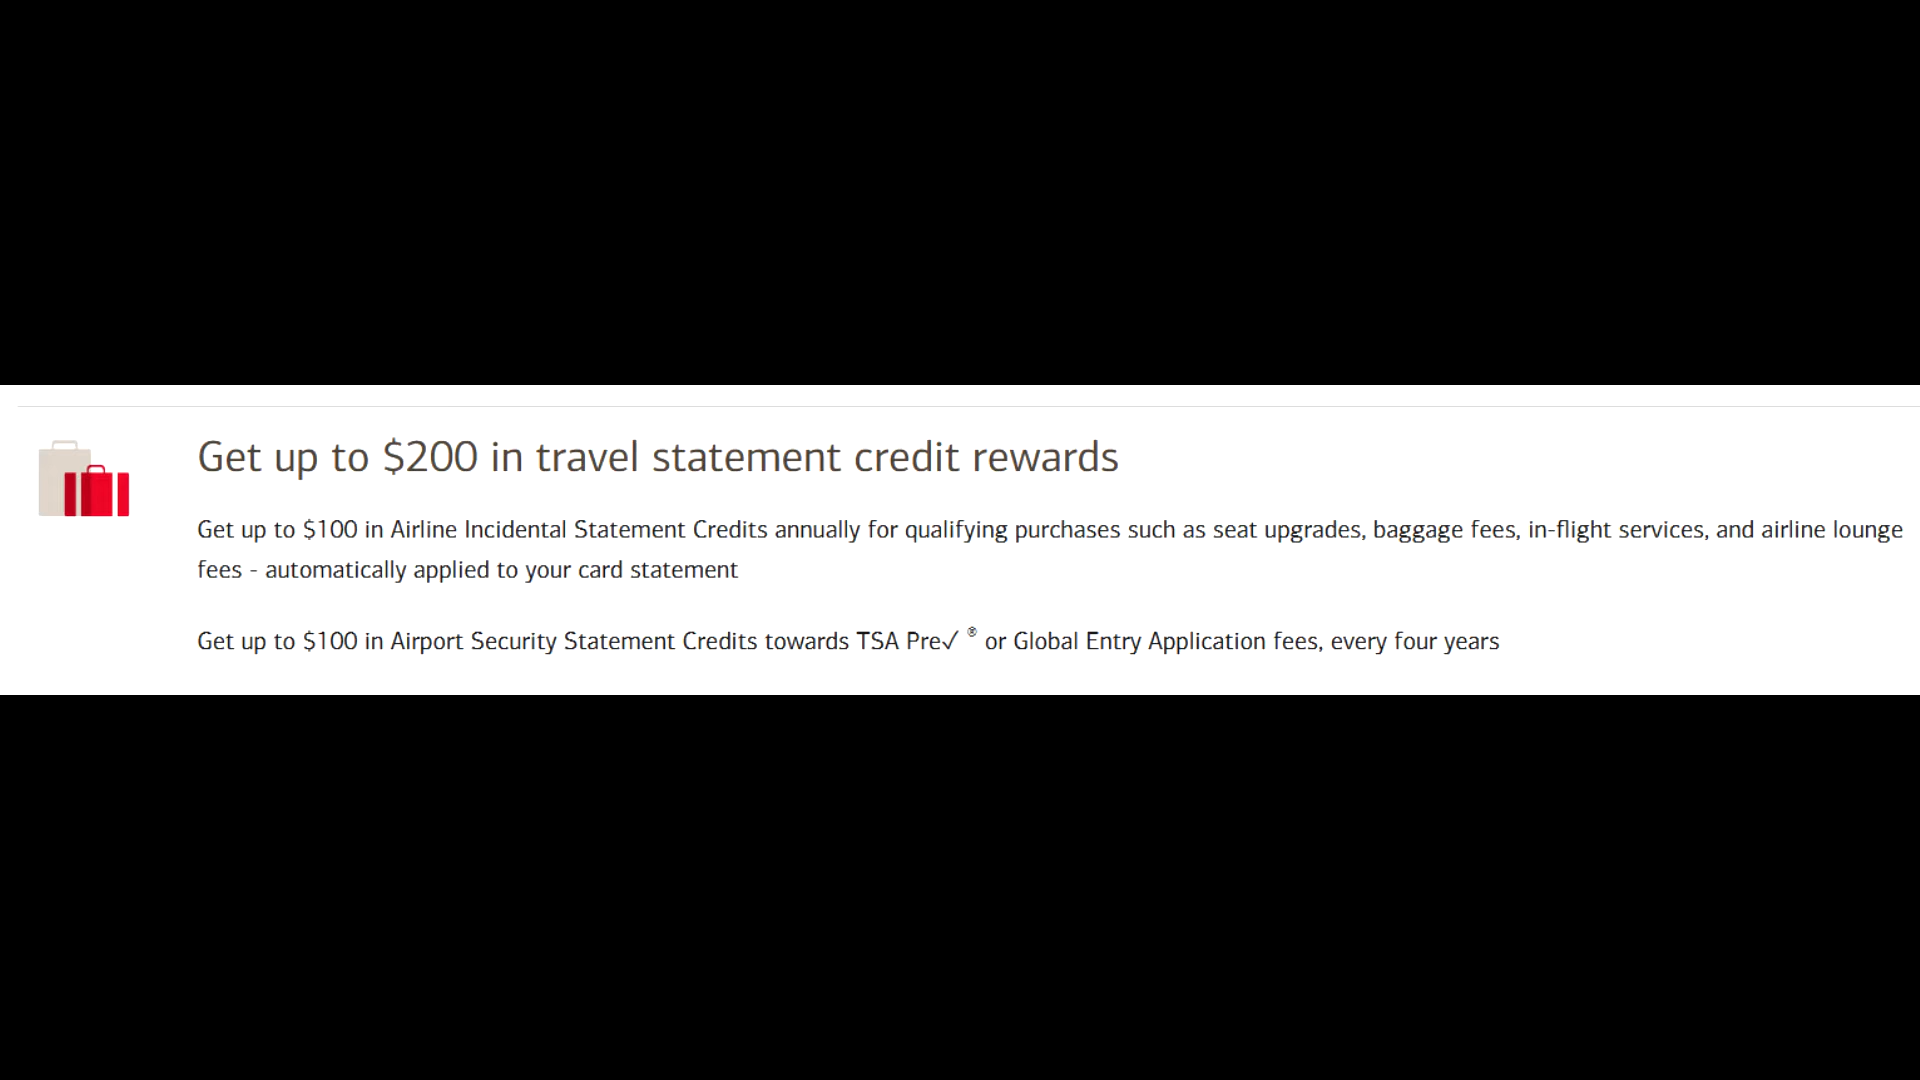 Get up to $200 in travel statement credit rewards
Get up to $100 in Airline Incidental Statement Credits annually for qualifying purchases such as seat upgrades, baggage fees, in-flight services, and airline lounge
fees - automatically applied to your card statement
Get up to $100 in Airport Security Statement Credits towards TSA Pre✓ ® or Global Entry Application fees, every four years